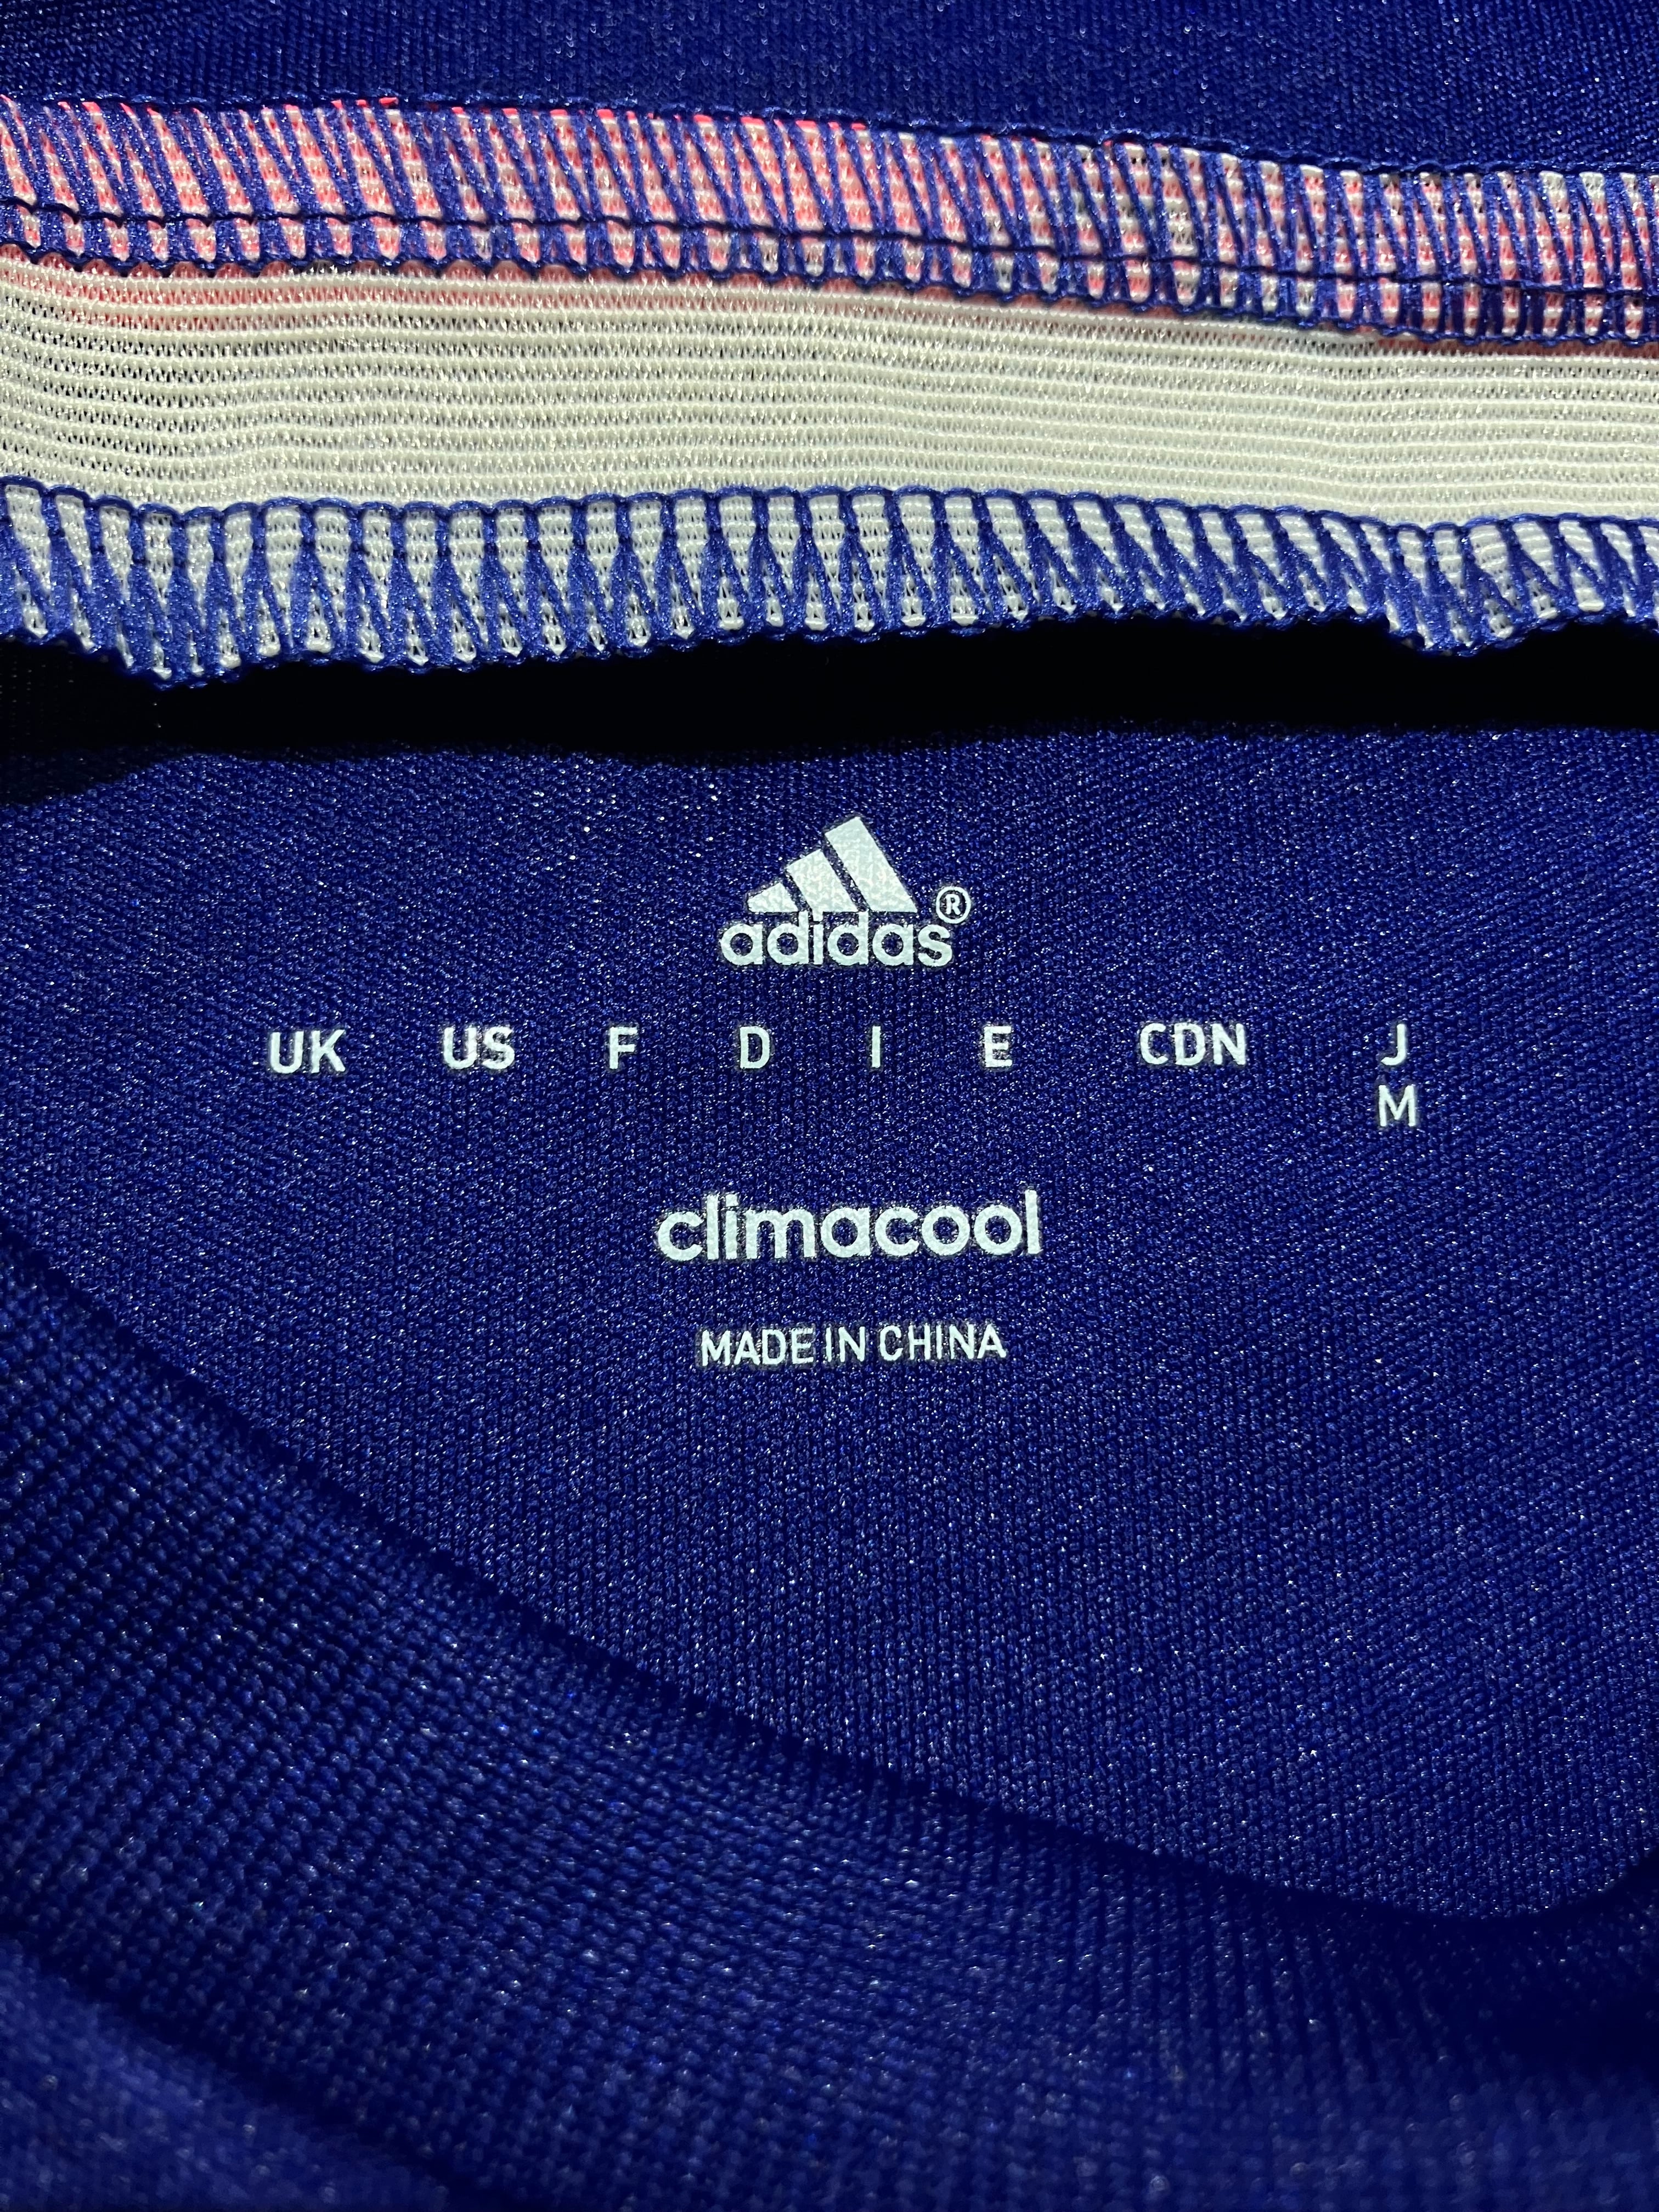 adidas®
UK US F D I E CDN J
M
climacool
MADE IN CHINA